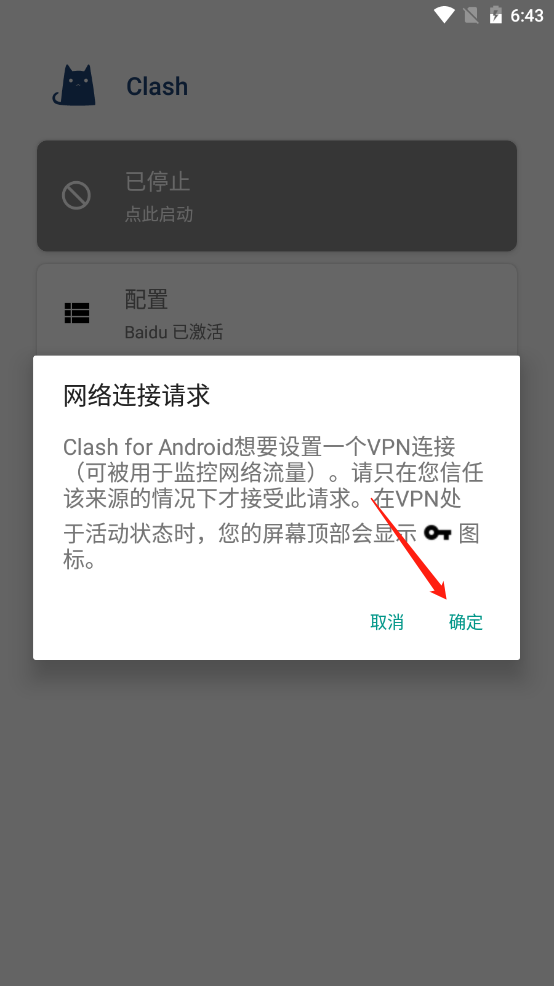 6:43
Clash
已停止
点此启动
配置
Baidu 已激活
网络连接请求
Clash for Android想要设置一个VPN连接
（可被用于监控网络流量）。请只在您信任
该来源的情况下才接受此请求。在VPN处
于活动状态时，您的屏幕顶部会显示 图
标。
取消 确定